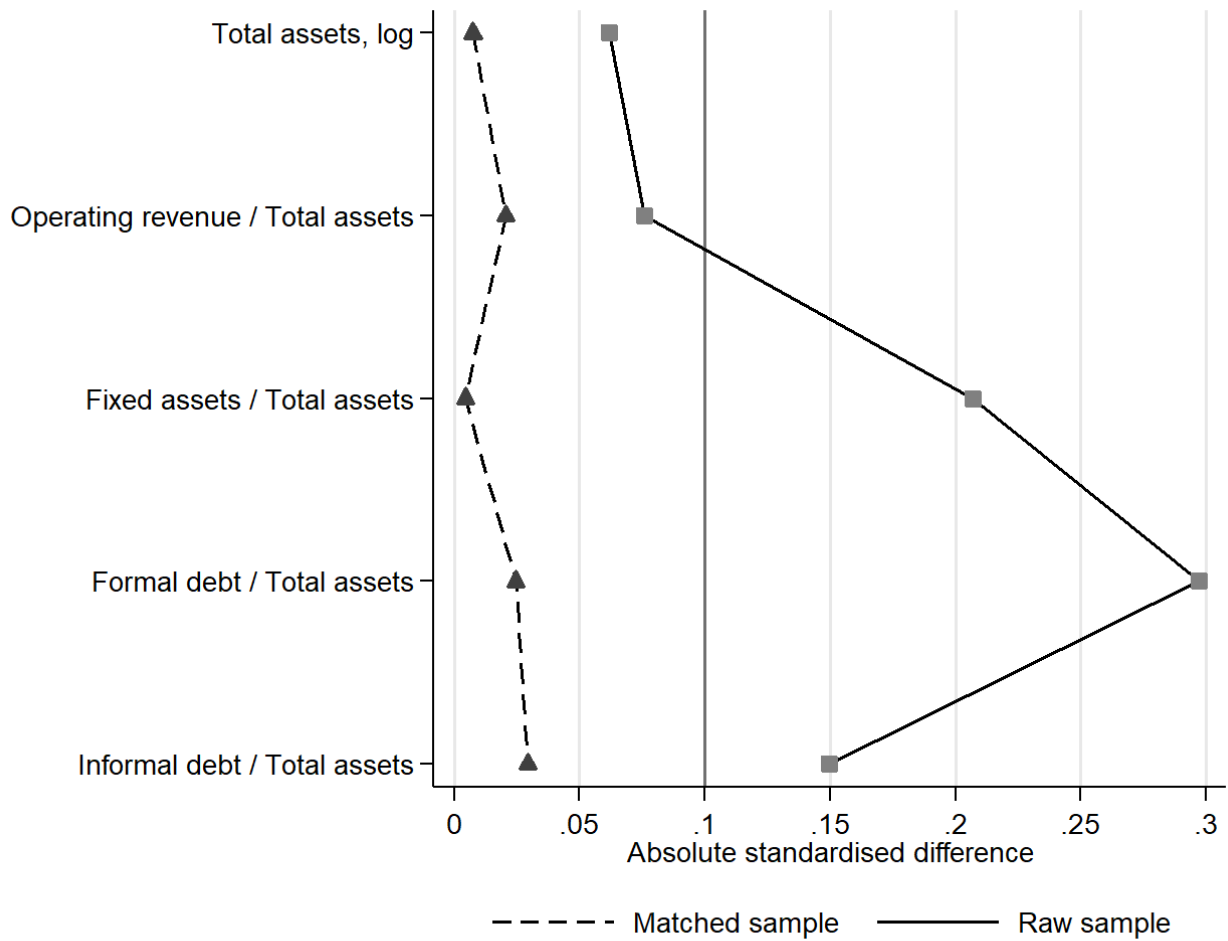 Total assets, log
Operating revenue / Total assets
Fixed assets / Total assets
Formal debt / Total assets
Informal debt / Total assets
0 .05 .1 .15 .2 .25 .3
Absolute standardised difference
Matched sample Raw sample